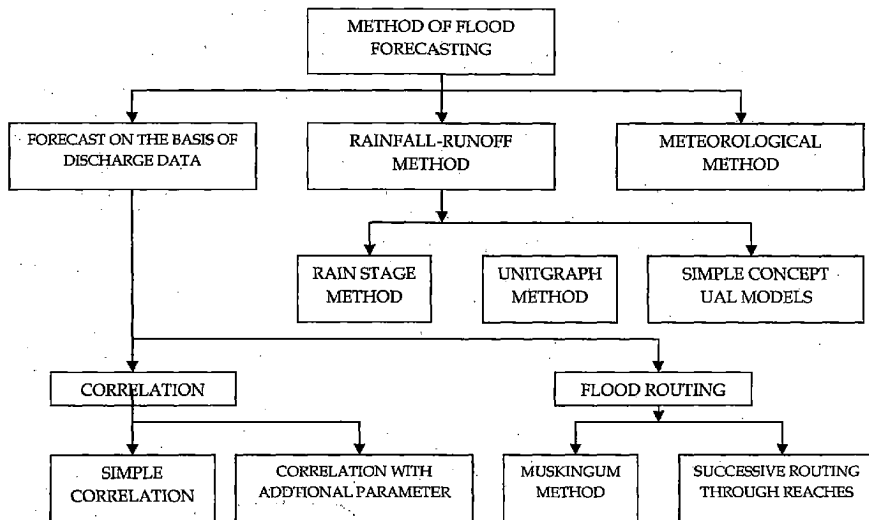 METHOD OF FLOOD
FORECASTING
FORECAST ON THE BASIS OF
DISCHARGE DATA
RAINFALL-RUNOFF
METHOD
METEOROLOGICAL
METHOD
RAIN STAGE
METHOD
UNITGRAPH
METHOD
SIMPLE CONCEPT
UAL MODELS
CORRELATION
FLOOD ROUTING
SIMPLE
CORRELATION
CORRELATION WITH
ADDTIONAL PARAMETER
MUSKINGUM
METHOD
SUCCESSIVE ROUTING
THROUGH REACHES